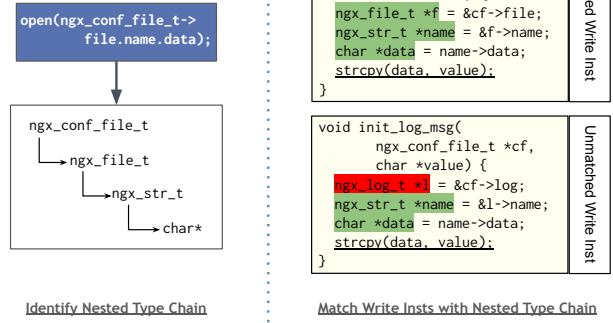 open(ngx_conf_file_t->
file.name.data);
ngx_conf_file_t
ngx_file_t
ngx_str_t
char*
Identify Nested Type Chain
ngx_file_t *f = &cf->file;
ngx_str_t *name = &f->name;
char *data = name->data;
strcpy(data, value);
}
Write Inst
void init_log_msg(
ngx_conf_file_t *cf,
char *value) {
ngx_log_t *l = &cf->log;
ngx_str_t *name = &l->name;
char *data = name->data;
strcpy(data, value);
}
Unmatched Write Inst
Match Write Insts with Nested Type Chain